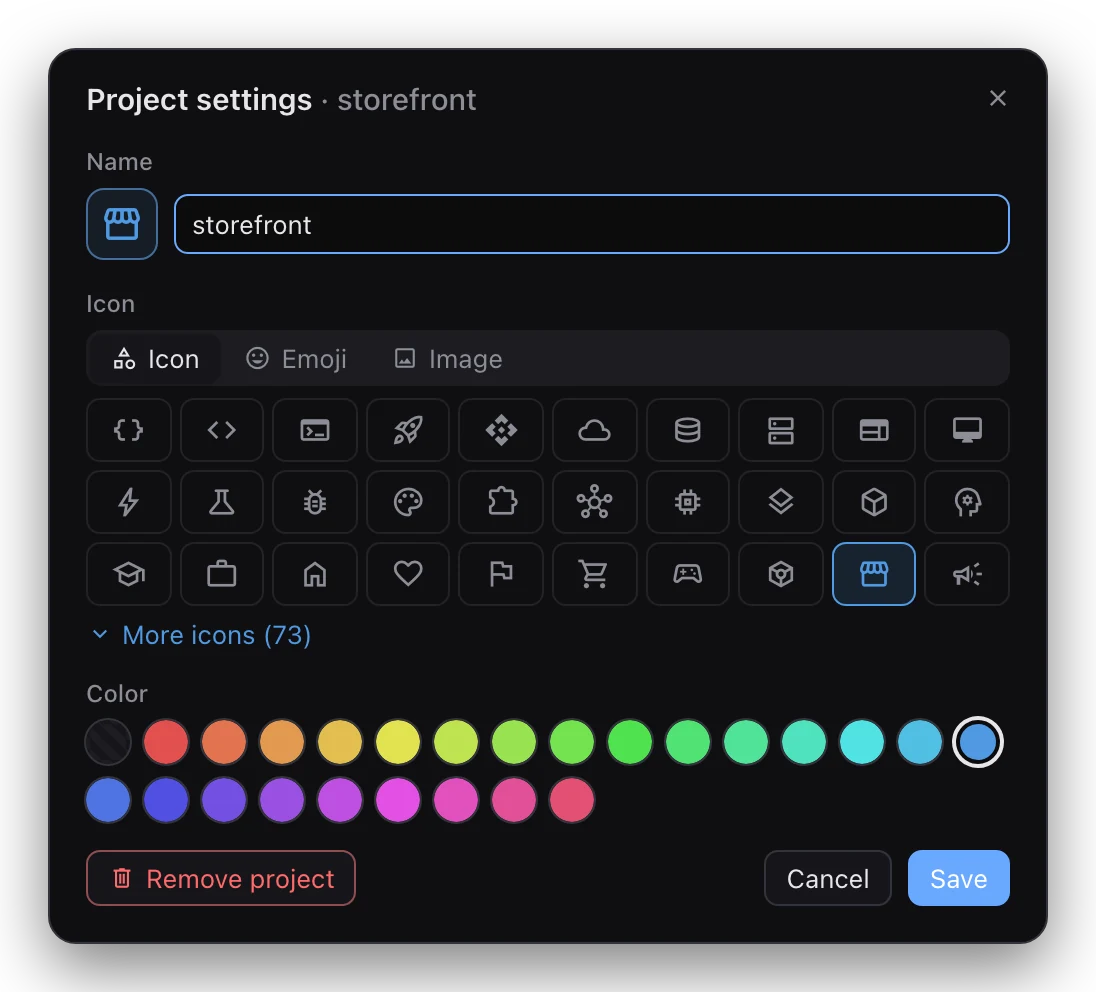 Project settings · storefront
Name
storefront
Icon
Icon Emoji Image
More icons (73)
Color
Remove project Cancel Save